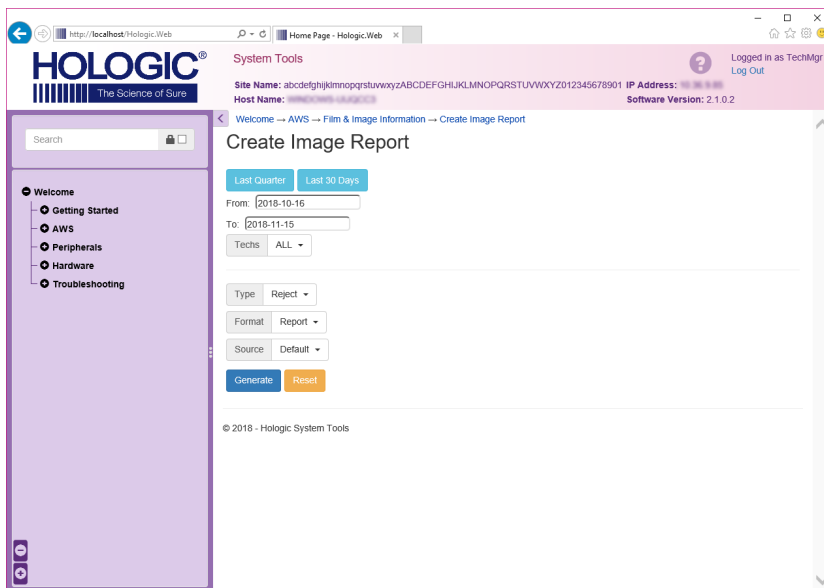 http://localhost/Hologic.Web
Home Page - Hologic.Web
HOLOGIC®
The Science of Sure
System Tools
Logged in as TechMgr
Log Out
Site Name: abcdefghijklmnopqrstuvwxyzABCDEFGHIJKLMNOPQRSTUVWXYZ012345678901 IP Address:
Host Name:
Software Version: 2.1.0.2
Search
Welcome
Getting Started
AWS
Peripherals
Hardware
Troubleshooting
Welcome → AWS → Film & Image Information → Create Image Report
Create Image Report
Last Quarter
Last 30 Days
From: 2018-10-16
To: 2018-11-15
Techs ALL
Type Reject
Format Report
Source Default
Generate
Reset
© 2018 - Hologic System Tools